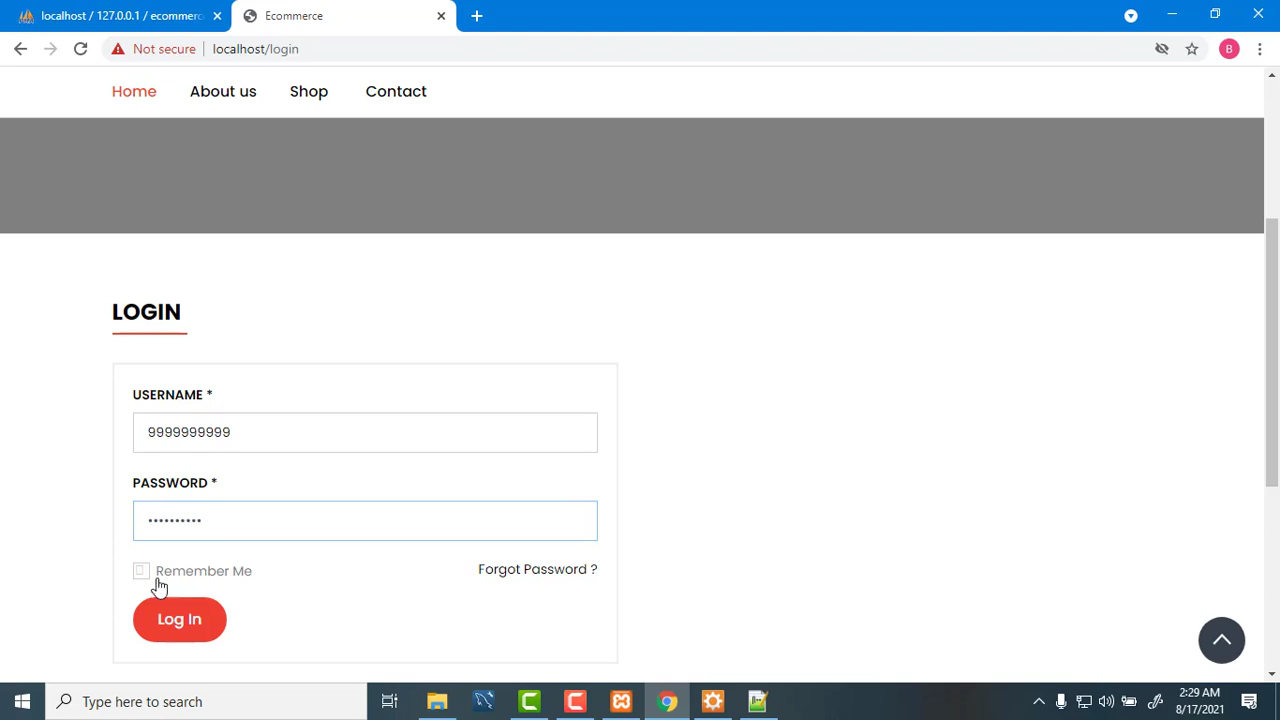 localhost / 127.0.0.1 / ecommerc
Ecommerce
Not secure
localhost/login
B
Home
About us
Shop
Contact
LOGIN
USERNAME *
9999999999
PASSWORD *
••••••••••
Remember Me
Forgot Password ?
Log In
Type here to search
2:29 AM
8/17/2021